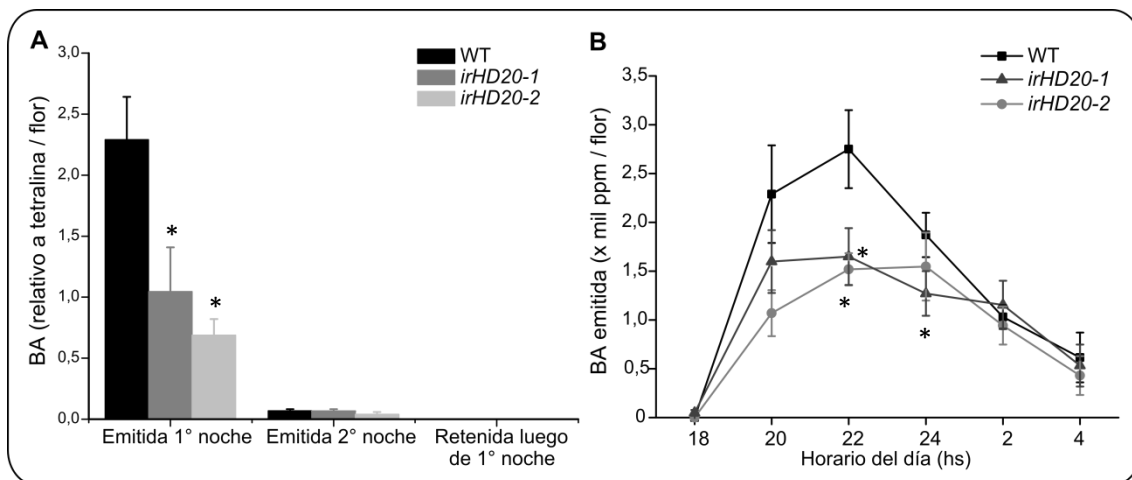 A
BA (relativo a tetralina / flor)
3,0
2,5
2,0
1,5
1,0
0,5
0,0
WT
irHD20-1
irHD20-2
*
*
Emitida 1° noche
Emitida 2° noche
Retenida luego
de 1° noche
B
BA emitida (x mil ppm / flor)
3,5
3,0
2,5
2,0
1,5
1,0
0,5
0
WT
irHD20-1
irHD20-2
*
*
*
18
20
22
24
2
4
Horario del día (hs)